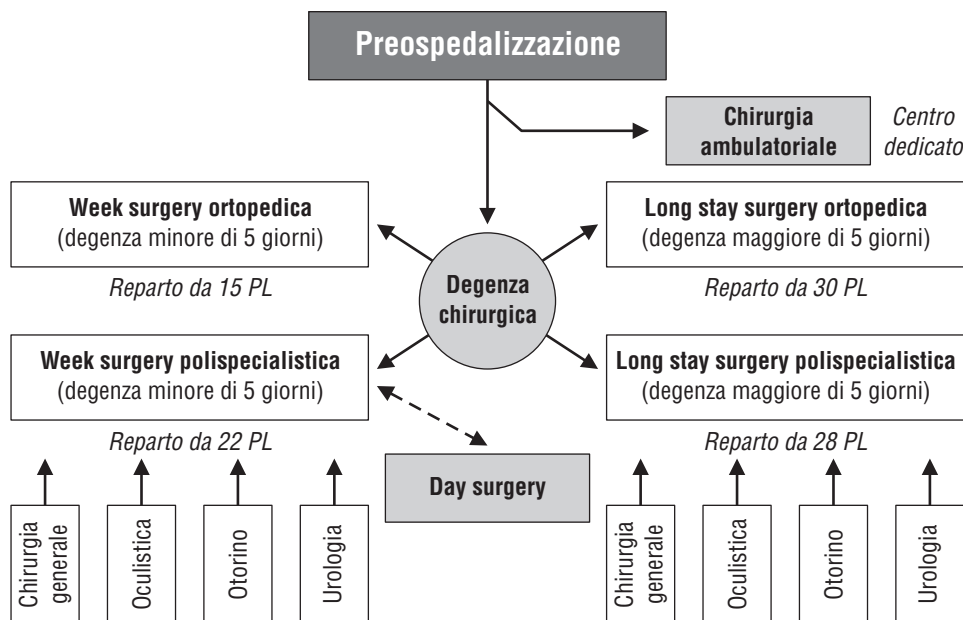 Preospedalizzazione
Chirurgia
ambulatoriale
Centro
dedicato
Week surgery ortopedica
(degenza minore di 5 giorni)
Reparto da 15 PL
Long stay surgery ortopedica
(degenza maggiore di 5 giorni)
Reparto da 30 PL
Degenza
chirurgica
Week surgery polispecialistica
(degenza minore di 5 giorni)
Reparto da 22 PL
Long stay surgery polispecialistica
(degenza maggiore di 5 giorni)
Reparto da 28 PL
Day surgery
Chirurgia
generale
Oculistica
Otorino
Urologia
Chirurgia
generale
Oculistica
Otorino
Urologia